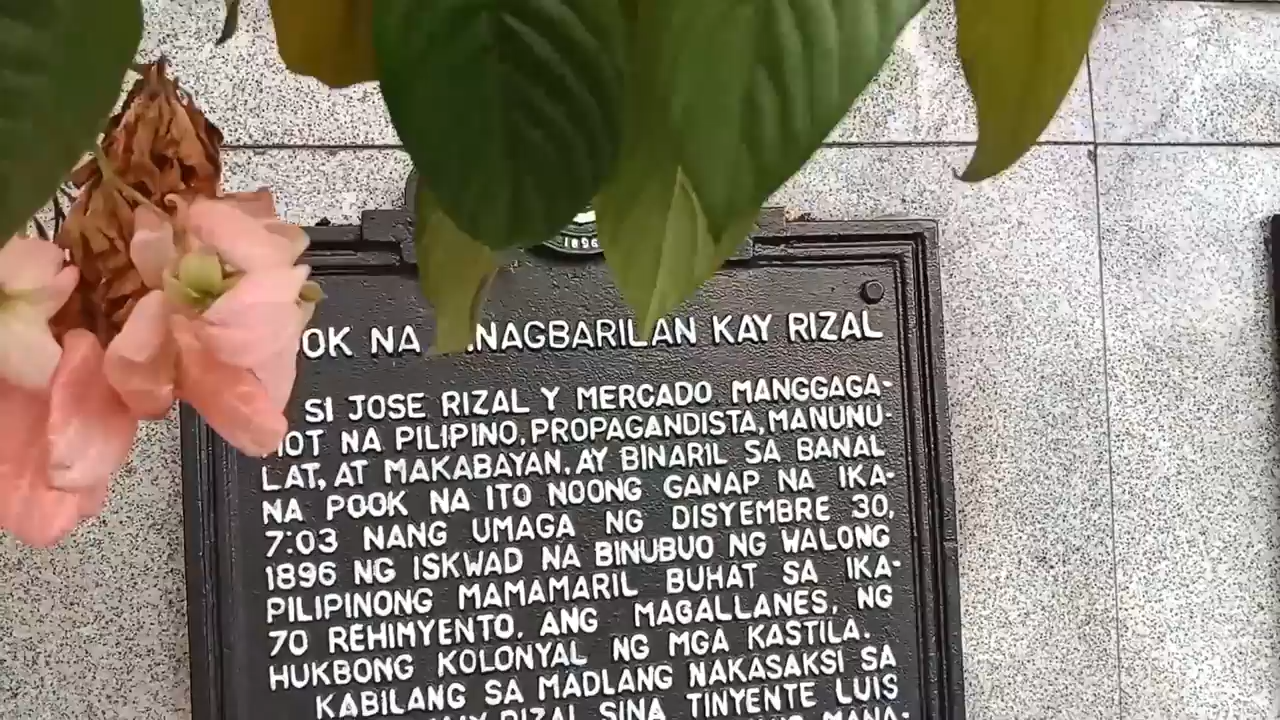 1896
OK NA NAGBARILAN KAY RIZAL
SI JOSE RIZAL Y MERCADO MANGGAGA-
MOT NA PILIPINO, PROPAGANDISTA, MANUNU-
LAT, AT MAKABAYAN, AY BINARIL SA BANAL
NA POOK NA ITO NOONG GANAP NA IKA-
7:03 NANG UMAGA NG DISYEMBRE 30,
1896 NG ISKWAD NA BINUBUO NG WALONG
PILIPINONG MAMAMARIL BUHAT SA IKA-
70 REHIMYENTO, ANG MAGALLANES, NG
HUKBONG KOLONYAL NG MGA KASTILA.
KABILANG SA MADLANG NAKASAKSI SA
RIZAL SINA TINYENTE LUIS
MANA-